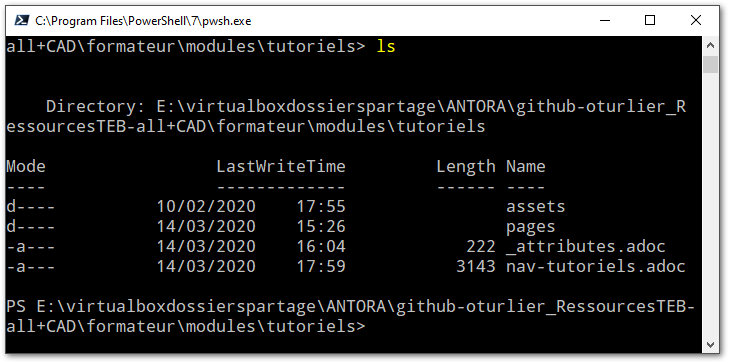 C:\Program Files\PowerShell\7\pwsh.exe
all+CAD\formateur\modules\tutoriels> ls
    Directory: E:\virtualboxdossierspartage\ANTORA\github-oturlier_R
essourcesTEB-all+CAD\formateur\modules\tutoriels
Mode                 LastWriteTime         Length Name
----                 -------------         ------ ----
d----          10/02/2020    17:55                assets
d----          14/03/2020    15:26                pages
-a---          14/03/2020    16:04            222 _attributes.adoc
-a---          14/03/2020    17:59           3143 nav-tutoriels.adoc
PS E:\virtualboxdossierspartage\ANTORA\github-oturlier_RessourcesTEB-
all+CAD\formateur\modules\tutoriels>